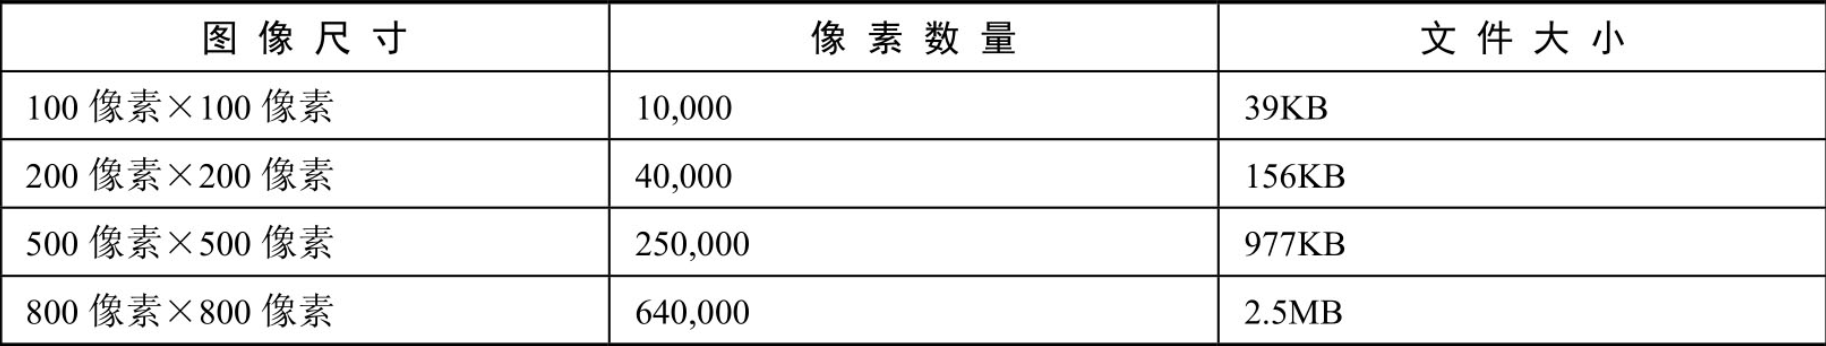 图像尺寸 像素数量 文件大小
100 像素×100 像素 10,000 39KB
200 像素×200 像素 40,000 156KB
500 像素×500 像素 250,000 977KB
800 像素×800 像素 640,000 2.5MB